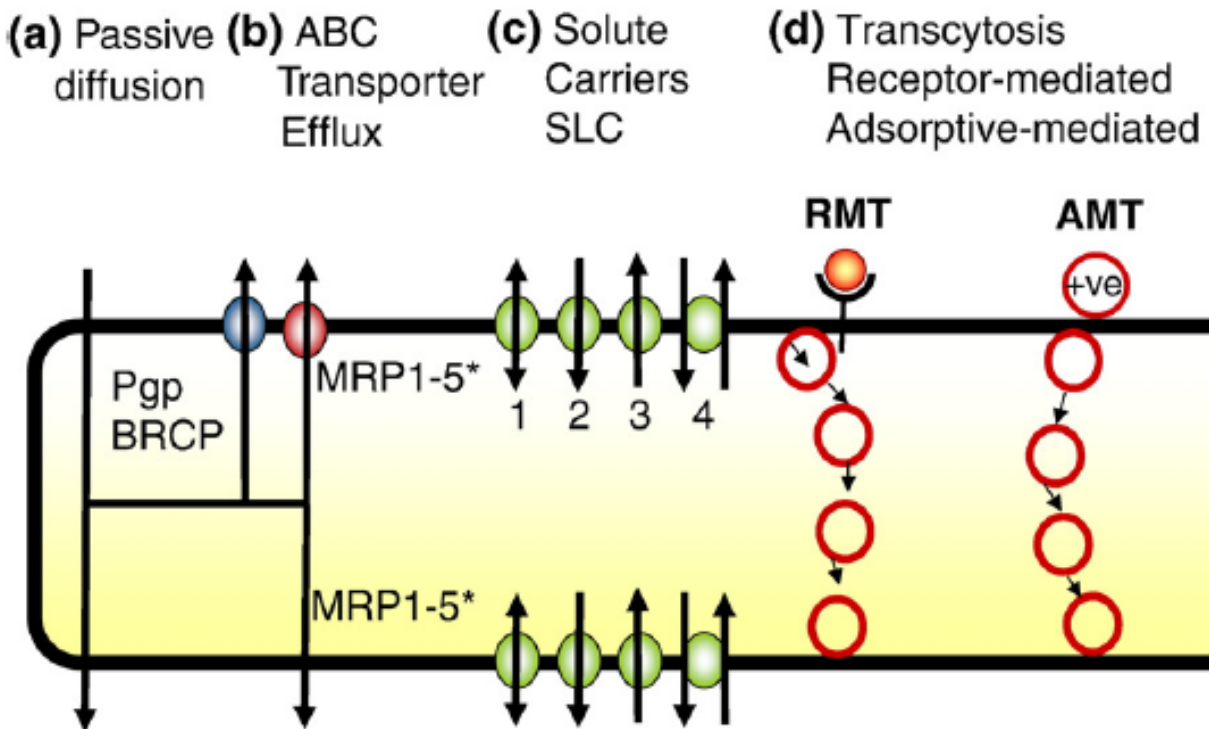 (a) Passive
diffusion
(b) ABC
Transporter
Efflux
(c) Solute
Carriers
SLC
(d) Transcytosis
Receptor-mediated
Adsorptive-mediated
RMT
AMT
+ve
Pgp
BRCP
MRP1-5*
1 2 3 4
MRP1-5*